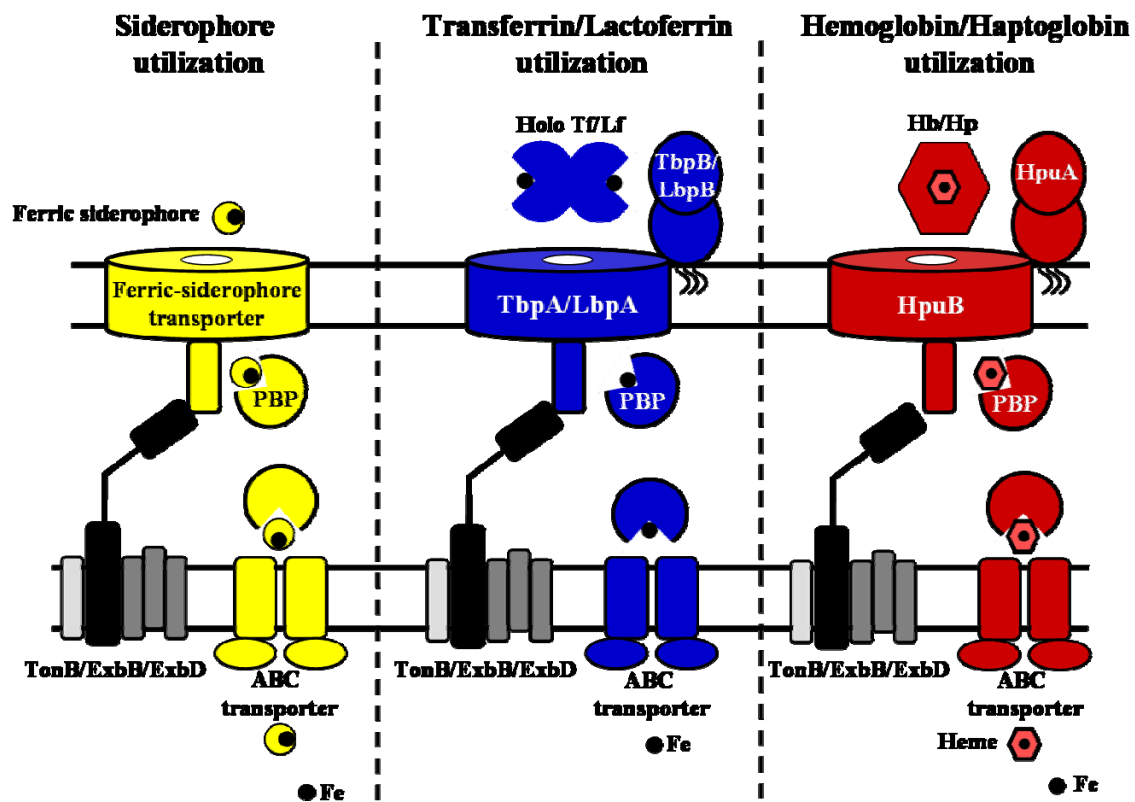 Siderophore
utilization
Ferric siderophore
Ferric-siderophore
transporter
PBP
TonB/ExbB/ExbD
ABC
transporter
Fe
Transferrin/Lactoferrin
utilization
Holo Tf/Lf
TbpB/
LbpB
TbpA/LbpA
PBP
TonB/ExbB/ExbD
ABC
transporter
Fe
Hemoglobin/Haptoglobin
utilization
Hb/Hp
HpuA
HpuB
PBP
TonB/ExbB/ExbD
ABC
transporter
Heme
Fe